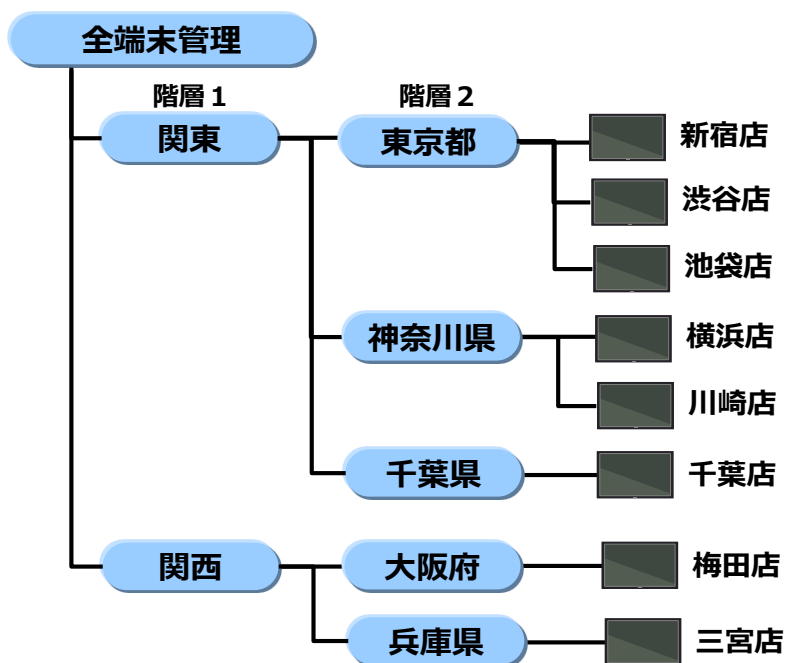 全端末管理
階層１
階層２
関東
東京都
新宿店
渋谷店
池袋店
神奈川県
横浜店
川崎店
千葉県
千葉店
関西
大阪府
梅田店
兵庫県
三宮店